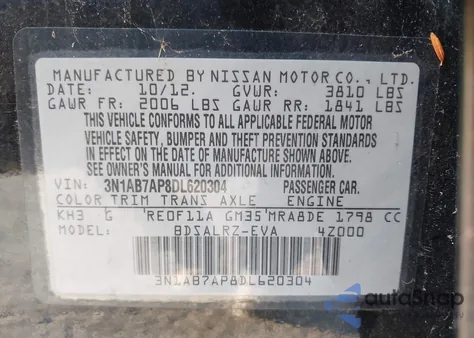 MANUFACTURED BY NISSAN MOTOR CO., LTD.
DATE: 10/12. GVWR: 3810 LBS
GAWR FR: 2006 LBS GAWR RR: 1841 LBS
THIS VEHICLE CONFORMS TO ALL APPLICABLE FEDERAL MOTOR
VEHICLE SAFETY, BUMPER AND THEFT PREVENTION STANDARDS
IN EFFECT ON THE DATE OF MANUFACTURE SHOWN ABOVE.
SEE OWNER'S MANUAL FOR ADDITIONAL INFORMATION.
VIN: 3N1AB7AP8DL620304 PASSENGER CAR.
COLOR TRIM TRANS AXLE ENGINE
KH3 G RE0F11A GM35 MRA8DE 1798 CC
BDSALRZ-EVA 4Z000
3N1AB7AP8DL620304
autoSnap